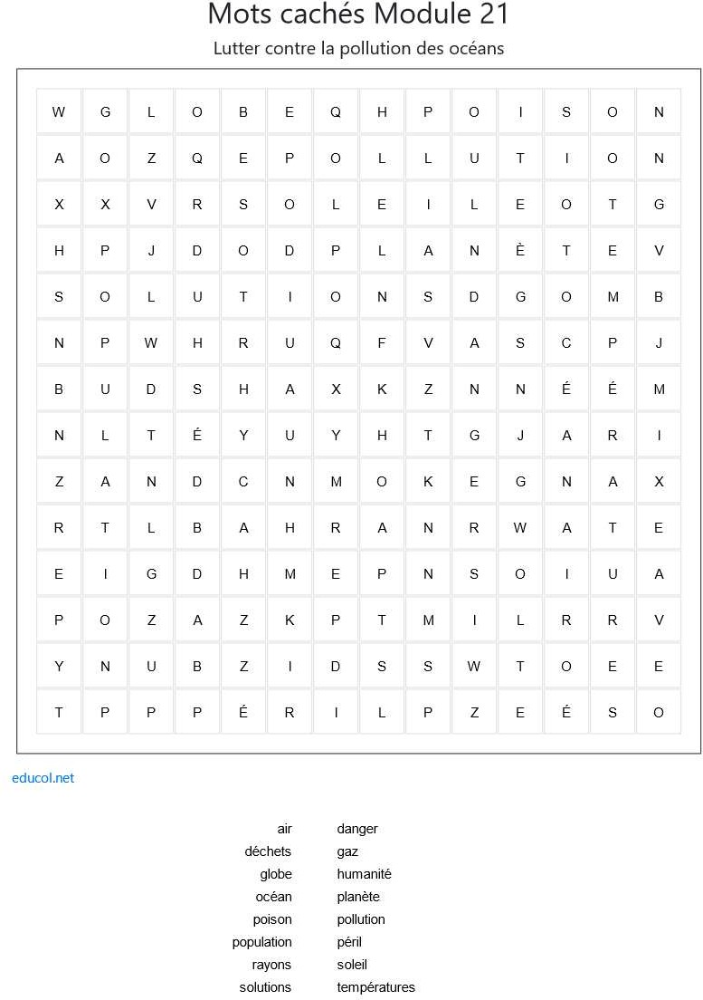 Mots cachés Module 21
Lutter contre la pollution des océans
W G L O B E Q H P O I S O N
A O Z Q E P O L L U T I O N
X X V R S O L E I L E O T G
H P J D O D P L A N È T E V
S O L U T I O N S D G O M B
N P W H R U Q F V A S C P J
B U D S H A X K Z N N É É M
N L T É Y U Y H T G J A R I
Z A N D C N M O K E G N A X
R T L B A H R A N R W A T E
E I G D H M E P N S O I U A
P O Z A Z K P T M I L R R V
Y N U B Z I D S S W T O E E
T P P P É R I L P Z E É S O
educol.net
air danger
déchets gaz
globe humanité
océan planète
poison pollution
population péril
rayons soleil
solutions températures